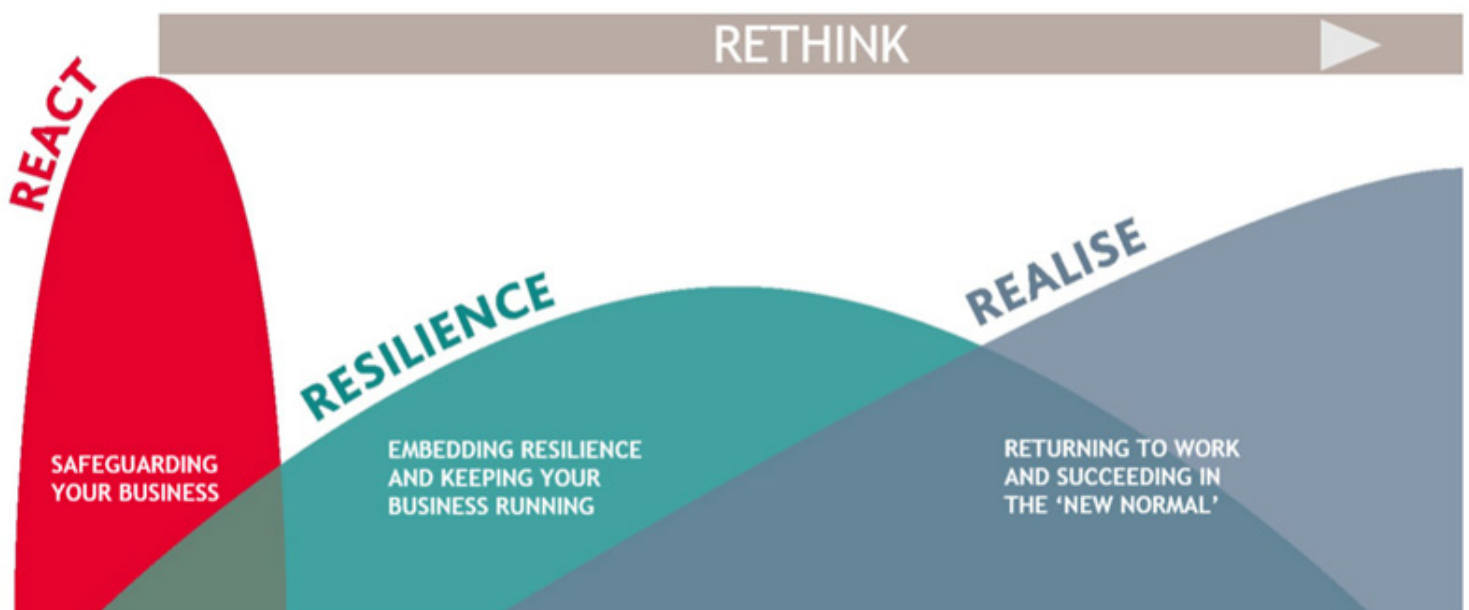 RETHINK
REACT
RESILIENCE
REALISE
SAFEGUARDING
YOUR BUSINESS
EMBEDDING RESILIENCE
AND KEEPING YOUR
BUSINESS RUNNING
RETURNING TO WORK
AND SUCCEEDING IN
THE ‘NEW NORMAL’